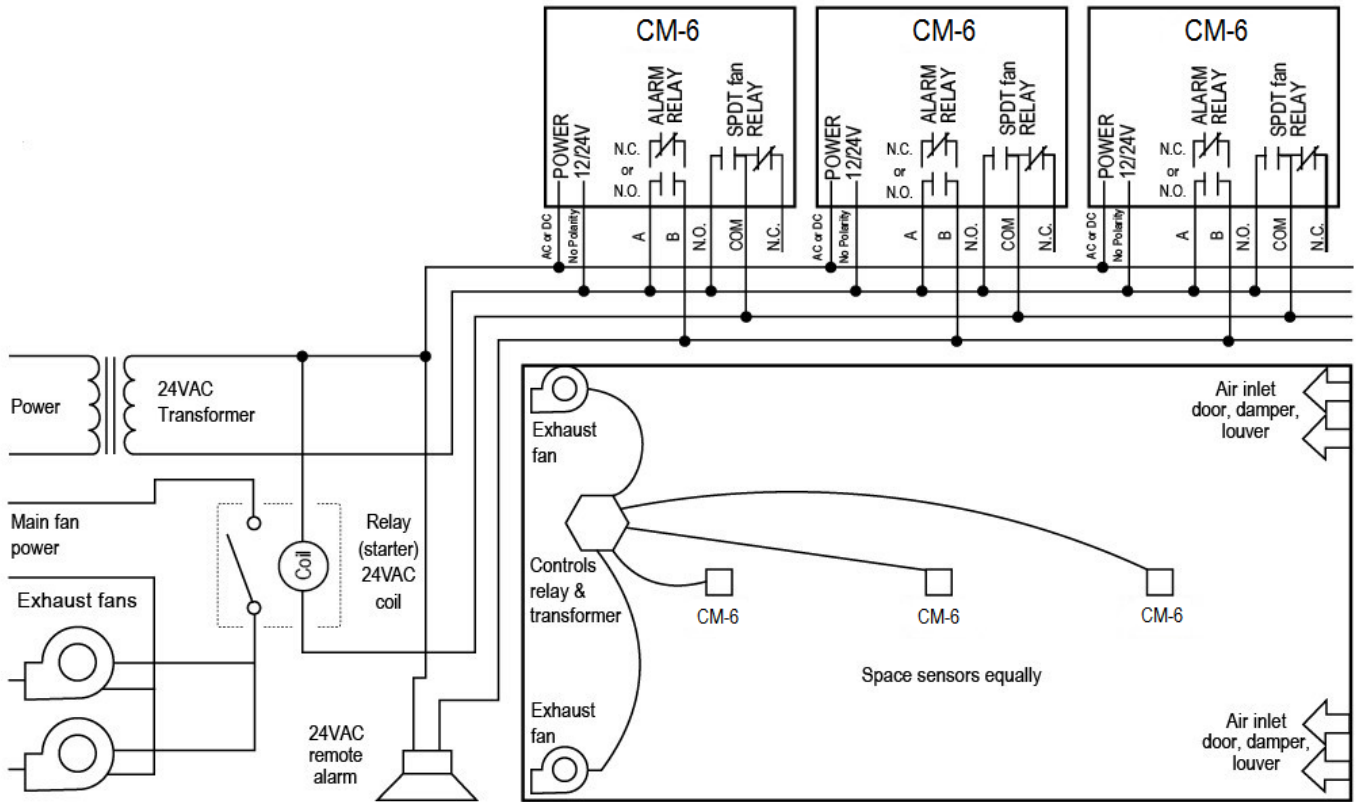 CM-6
POWER
12/24V
ALARM
RELAY
SPDT fan
RELAY
N.C.
or
N.O.
AC or DC
No Polarity
A
B
N.O.
COM
N.C.
CM-6
POWER
12/24V
ALARM
RELAY
SPDT fan
RELAY
N.C.
or
N.O.
AC or DC
No Polarity
A
B
N.O.
COM
N.C.
CM-6
POWER
12/24V
ALARM
RELAY
SPDT fan
RELAY
N.C.
or
N.O.
AC or DC
No Polarity
A
B
N.O.
COM
N.C.
Power
24VAC
Transformer
Main fan
power
Coil
Relay
(starter)
24VAC
coil
Exhaust fans
24VAC
remote
alarm
Exhaust
fan
Air inlet
door, damper,
louver
Controls
relay &
transformer
CM-6
CM-6
CM-6
Space sensors equally
Exhaust
fan
Air inlet
door, damper,
louver